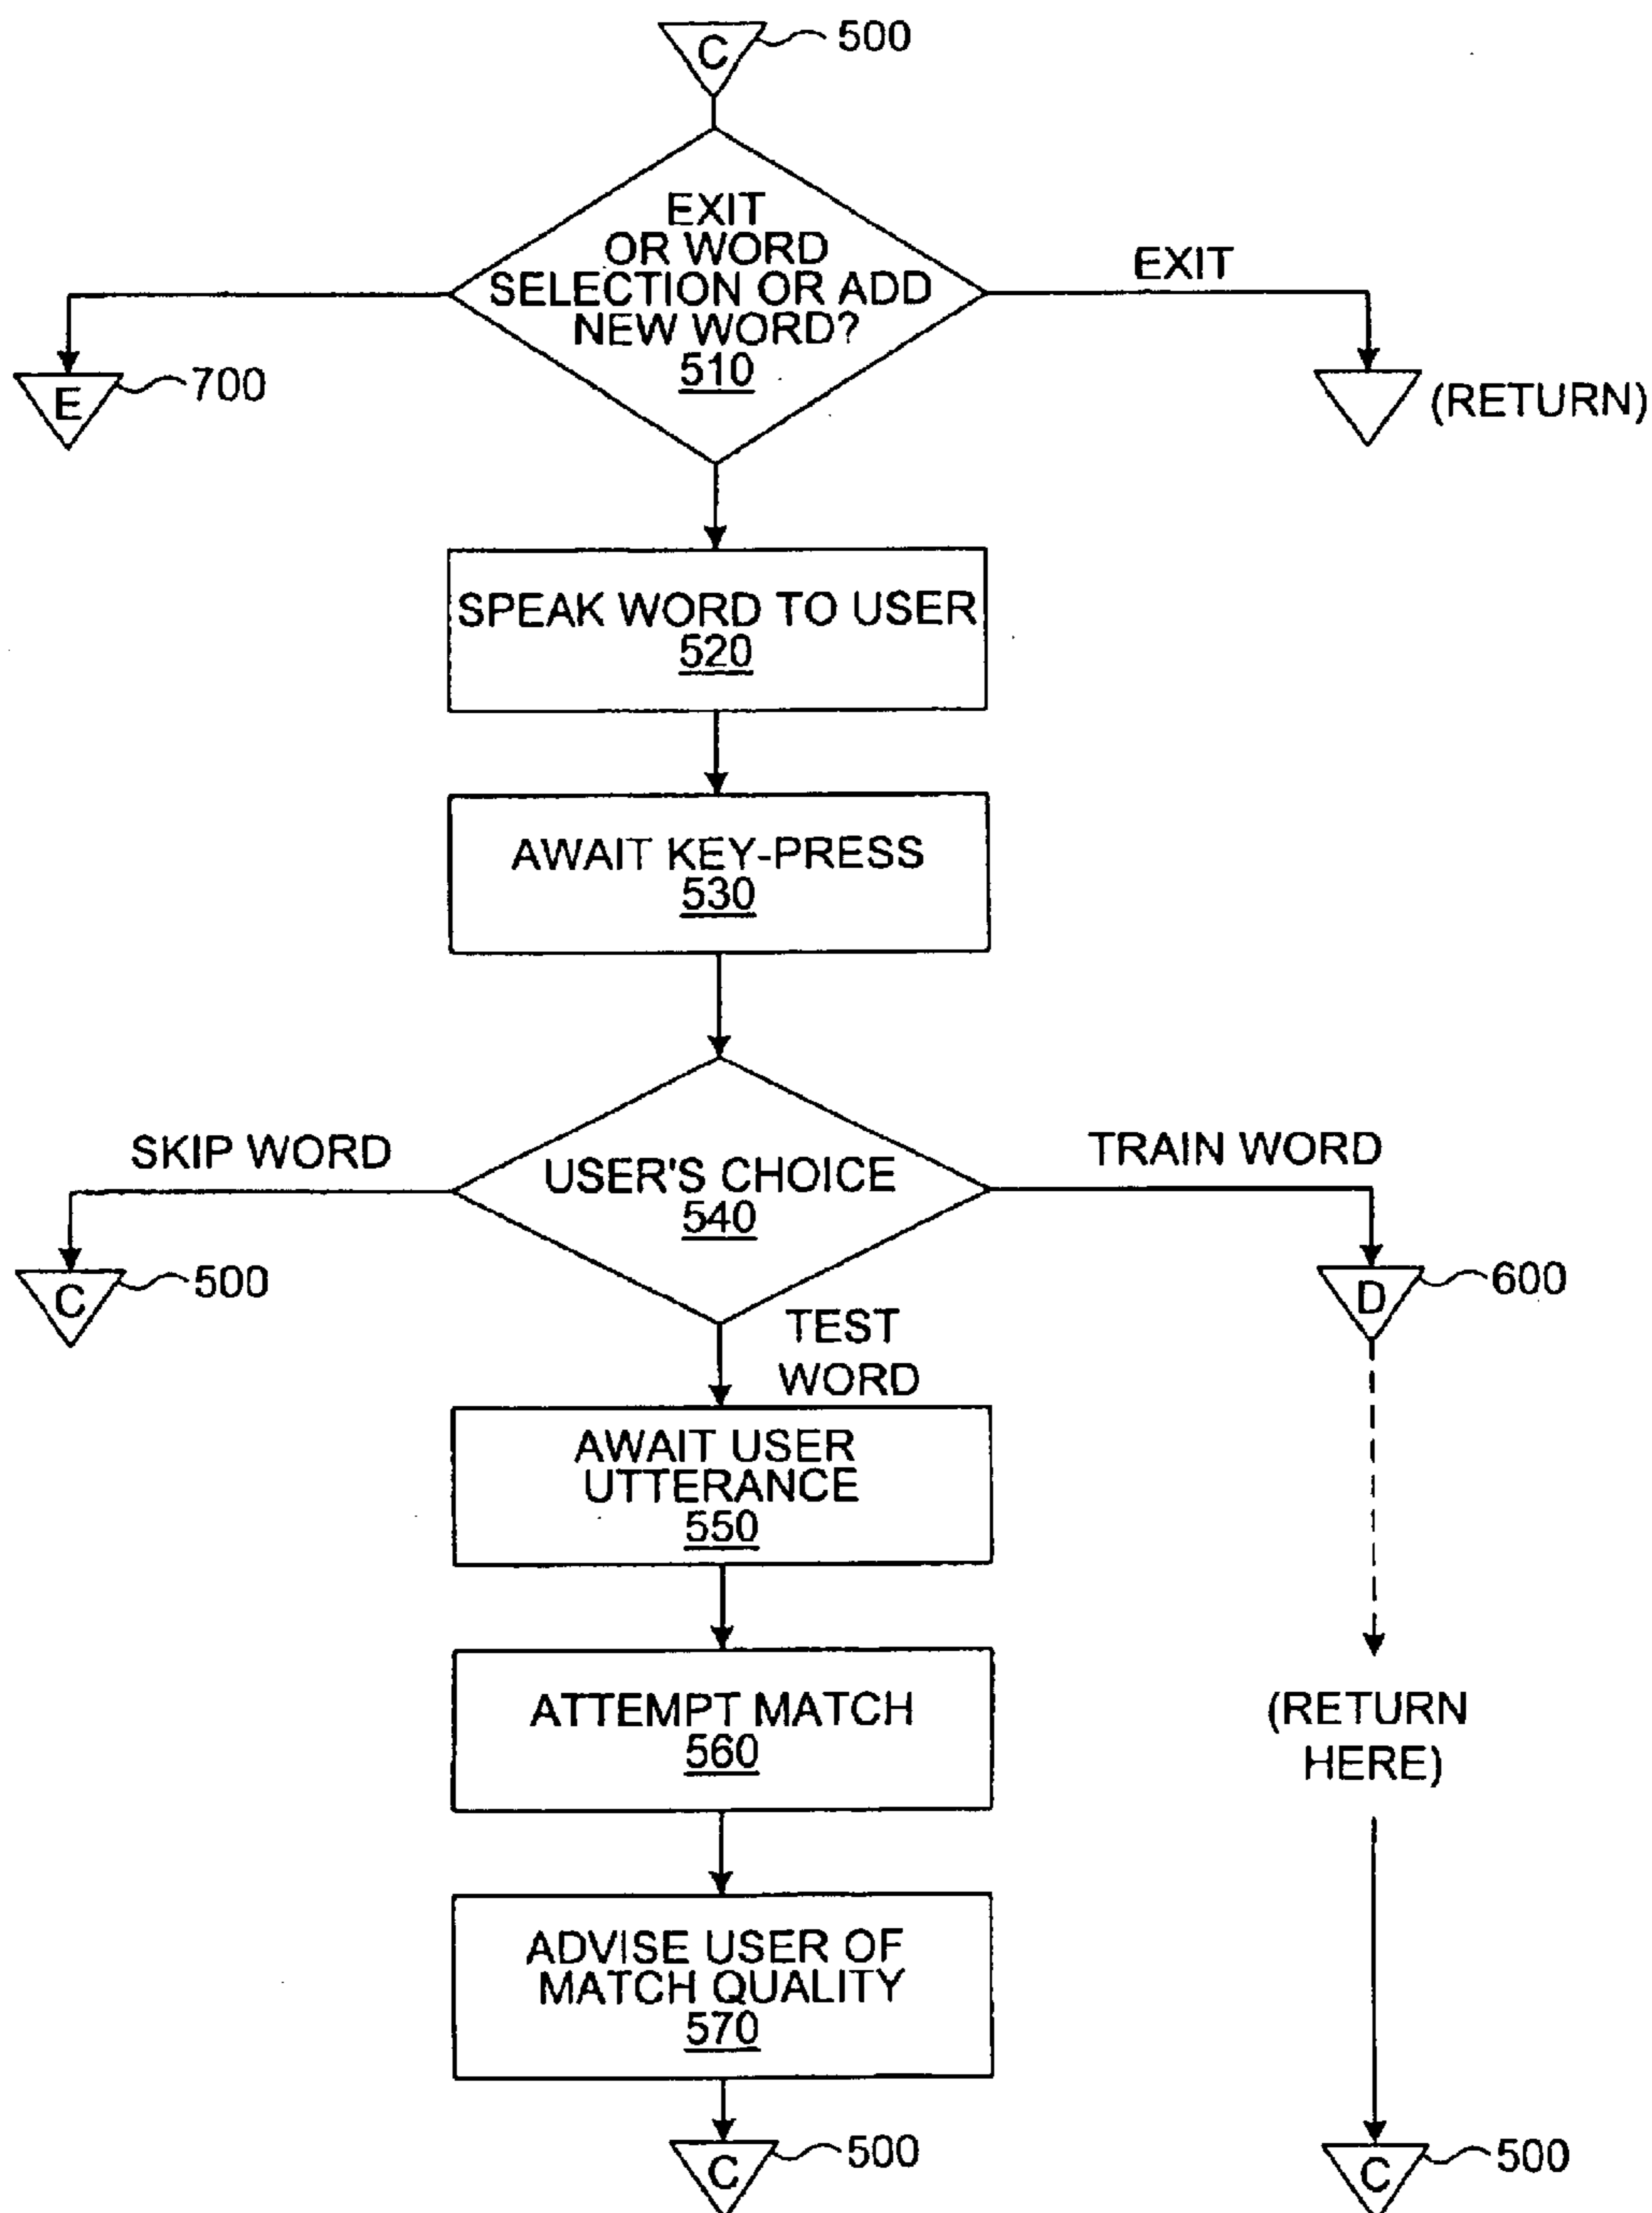 C
500
EXIT
OR WORD
SELECTION OR ADD
NEW WORD?
510
EXIT
E
700
(RETURN)
SPEAK WORD TO USER
520
AWAIT KEY-PRESS
530
SKIP WORD
USER'S CHOICE
540
TRAIN WORD
C
500
TEST
WORD
D
600
AWAIT USER
UTTERANCE
550
ATTEMPT MATCH
560
(RETURN
HERE)
ADVISE USER OF
MATCH QUALITY
570
C
500
C
500